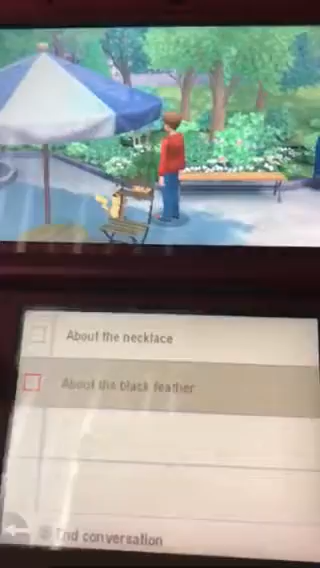 About the necklace
About the black feather
End conversation